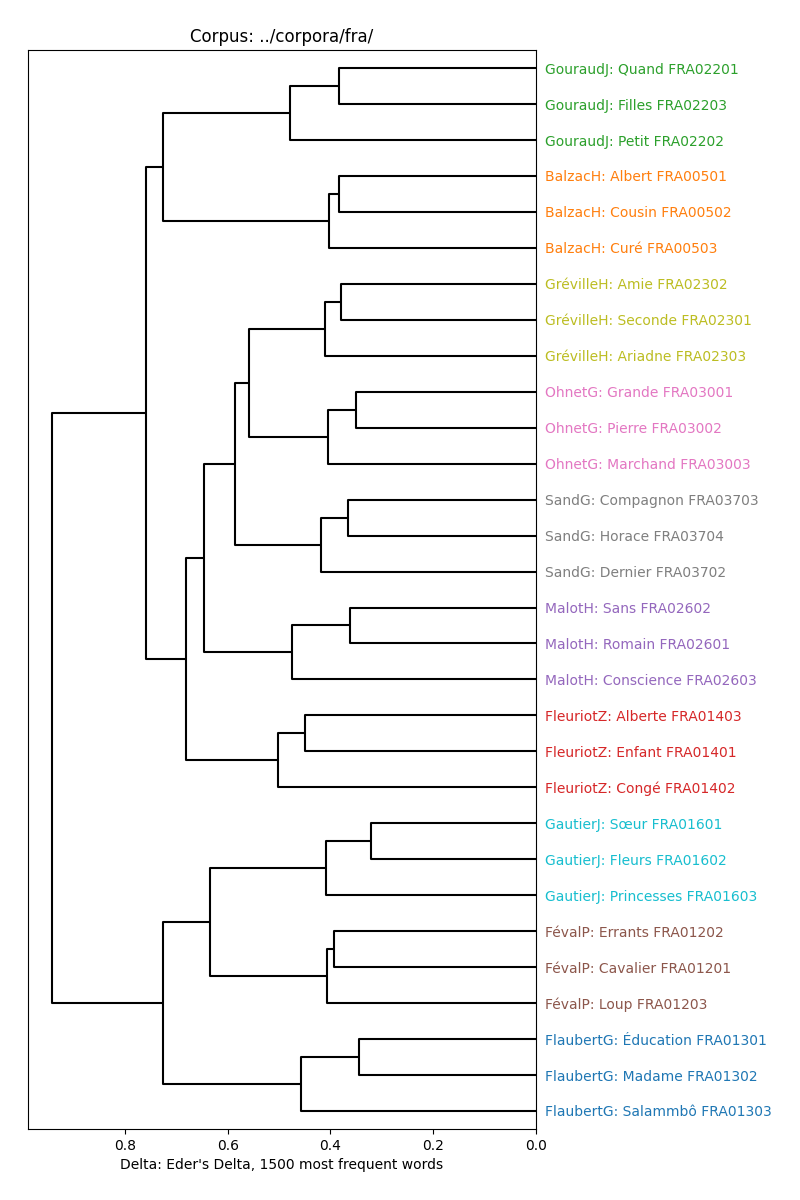 Corpus: ../corpora/fra/
GouraudJ: Quand FRA02201
GouraudJ: Filles FRA02203
GouraudJ: Petit FRA02202
BalzacH: Albert FRA00501
BalzacH: Cousin FRA00502
BalzacH: Curé FRA00503
GrévilleH: Amie FRA02302
GrévilleH: Seconde FRA02301
GrévilleH: Ariadne FRA02303
OhnetG: Grande FRA03001
OhnetG: Pierre FRA03002
OhnetG: Marchand FRA03003
SandG: Compagnon FRA03703
SandG: Horace FRA03704
SandG: Dernier FRA03702
MalotH: Sans FRA02602
MalotH: Romain FRA02601
MalotH: Conscience FRA02603
FleuriotZ: Alberte FRA01403
FleuriotZ: Enfant FRA01401
FleuriotZ: Congé FRA01402
GautierJ: Sœur FRA01601
GautierJ: Fleurs FRA01602
GautierJ: Princesses FRA01603
FévalP: Errants FRA01202
FévalP: Cavalier FRA01201
FévalP: Loup FRA01203
FlaubertG: Éducation FRA01301
FlaubertG: Madame FRA01302
FlaubertG: Salammbô FRA01303
0.8 0.6 0.4 0.2 0.0
Delta: Eder's Delta, 1500 most frequent words